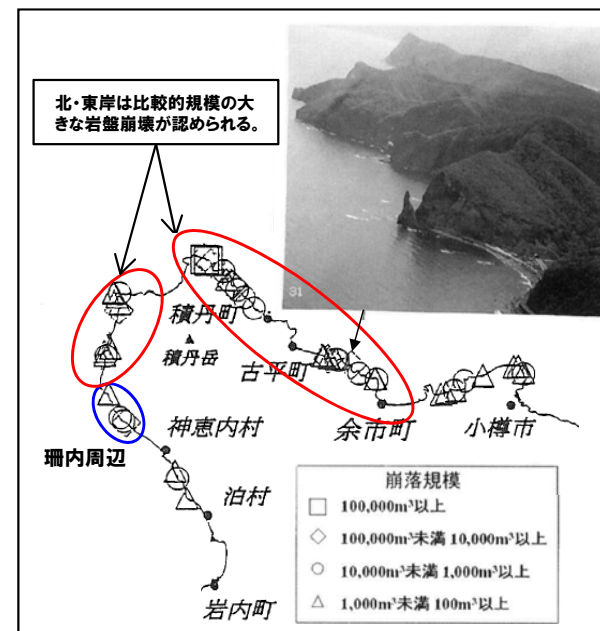 北・東岸は比較的規模の大
きな岩盤崩壊が認められる。
31
積丹町
積丹岳
古平町
余市町
小樽市
神恵内村
珊内周辺
泊村
岩内町
崩落規模
100,000m³以上
100,000m³未満 10,000m³以上
10,000m³未満 1,000m³以上
1,000m³未満 100m³以上